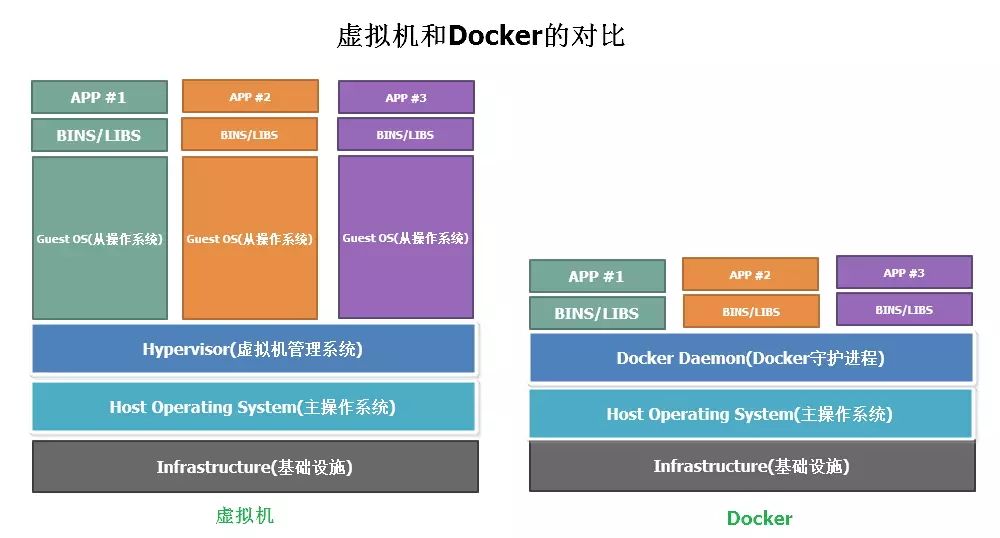 虚拟机和Docker的对比
APP #1
APP #2
APP #3
BINS/LIBS
BINS/LIBS
BINS/LIBS
Guest OS(从操作系统)
Guest OS(从操作系统)
Guest OS(从操作系统)
Hypervisor(虚拟机管理系统)
Host Operating System(主操作系统)
Infrastructure(基础设施)
虚拟机
APP #1
APP #2
APP #3
BINS/LIBS
BINS/LIBS
BINS/LIBS
Docker Daemon(Docker守护进程)
Host Operating System(主操作系统)
Infrastructure(基础设施)
Docker